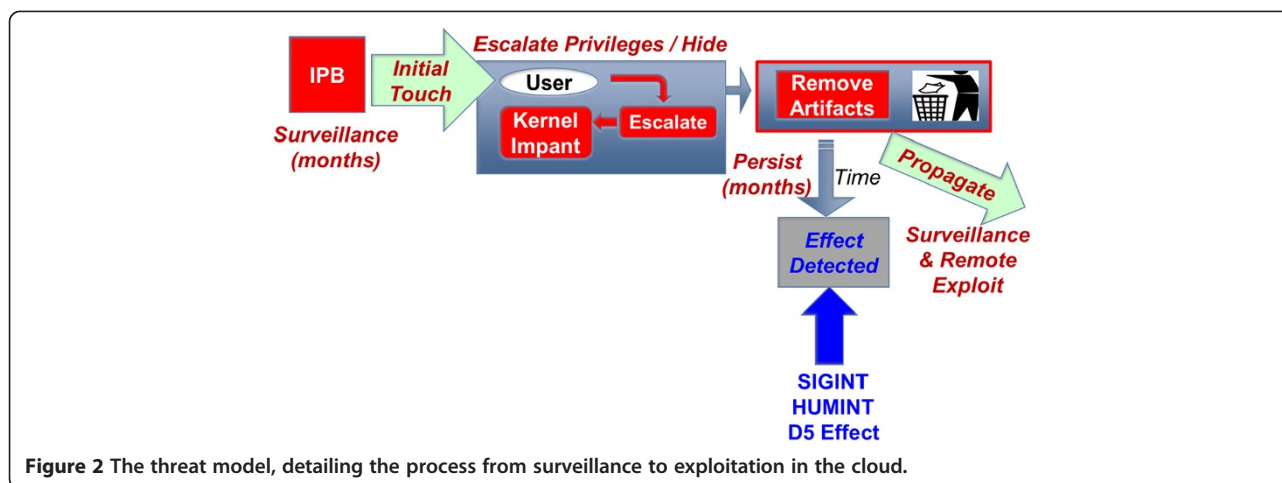 Escalate Privileges / Hide
IPB
Initial
Touch
Surveillance
(months)
User
Escalate
Kernel
Impant
Remove
Artifacts
Persist
(months)
Time
Propagate
Surveillance
& Remote
Exploit
Effect
Detected
SIGINT
HUMINT
D5 Effect
Figure 2 The threat model, detailing the process from surveillance to exploitation in the cloud.